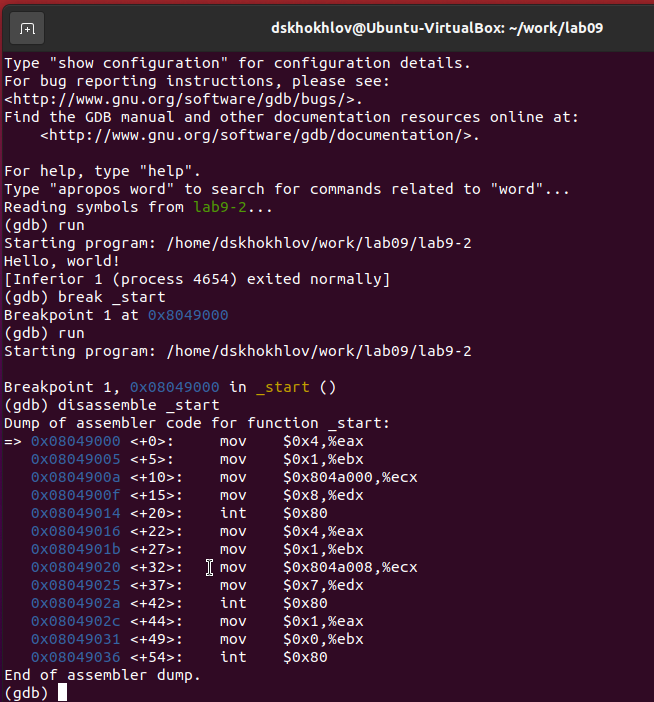 dskhokhlov@Ubuntu-VirtualBox: ~/work/lab09
Type "show configuration" for configuration details.
For bug reporting instructions, please see:
<http://www.gnu.org/software/gdb/bugs/>.
Find the GDB manual and other documentation resources online at:
    <http://www.gnu.org/software/gdb/documentation/>.

For help, type "help".
Type "apropos word" to search for commands related to "word"...
Reading symbols from lab9-2...
(gdb) run
Starting program: /home/dskhokhlov/work/lab09/lab9-2
Hello, world!
[Inferior 1 (process 4654) exited normally]
(gdb) break _start
Breakpoint 1 at 0x8049000
(gdb) run
Starting program: /home/dskhokhlov/work/lab09/lab9-2

Breakpoint 1, 0x08049000 in _start ()
(gdb) disassemble _start
Dump of assembler code for function _start:
=> 0x08049000 <+0>:     mov    $0x4,%eax
   0x08049005 <+5>:     mov    $0x1,%ebx
   0x0804900a <+10>:    mov    $0x804a000,%ecx
   0x0804900f <+15>:    mov    $0x8,%edx
   0x08049014 <+20>:    int    $0x80
   0x08049016 <+22>:    mov    $0x4,%eax
   0x0804901b <+27>:    mov    $0x1,%ebx
   0x08049020 <+32>:    mov    $0x804a008,%ecx
   0x08049025 <+37>:    mov    $0x7,%edx
   0x0804902a <+42>:    int    $0x80
   0x0804902c <+44>:    mov    $0x1,%eax
   0x08049031 <+49>:    mov    $0x0,%ebx
   0x08049036 <+54>:    int    $0x80
End of assembler dump.
(gdb)